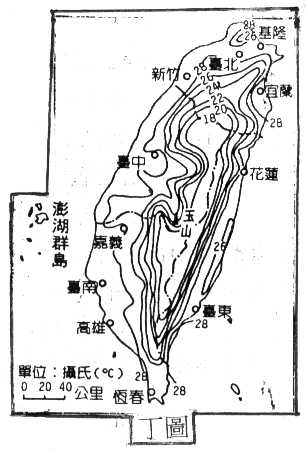 28
26
基隆
臺北
28
26
24
22
20
18
新竹
宜蘭
28
臺中
花蓮
澎湖群島
玉山
嘉義
26
臺南
臺東
28
高雄
單位：攝氏(℃)
28
0 20 40 公里
恆春
28
丁圖